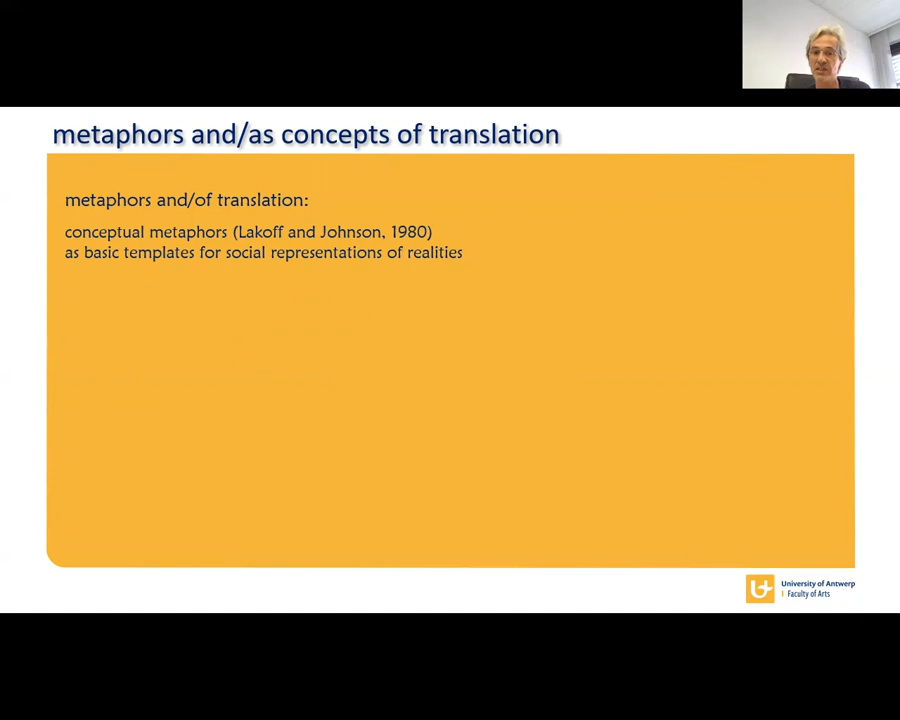 metaphors and/as concepts of translation
metaphors and/of translation:
conceptual metaphors (Lakoff and Johnson, 1980)
as basic templates for social representations of realities
University of Antwerp
Faculty of Arts